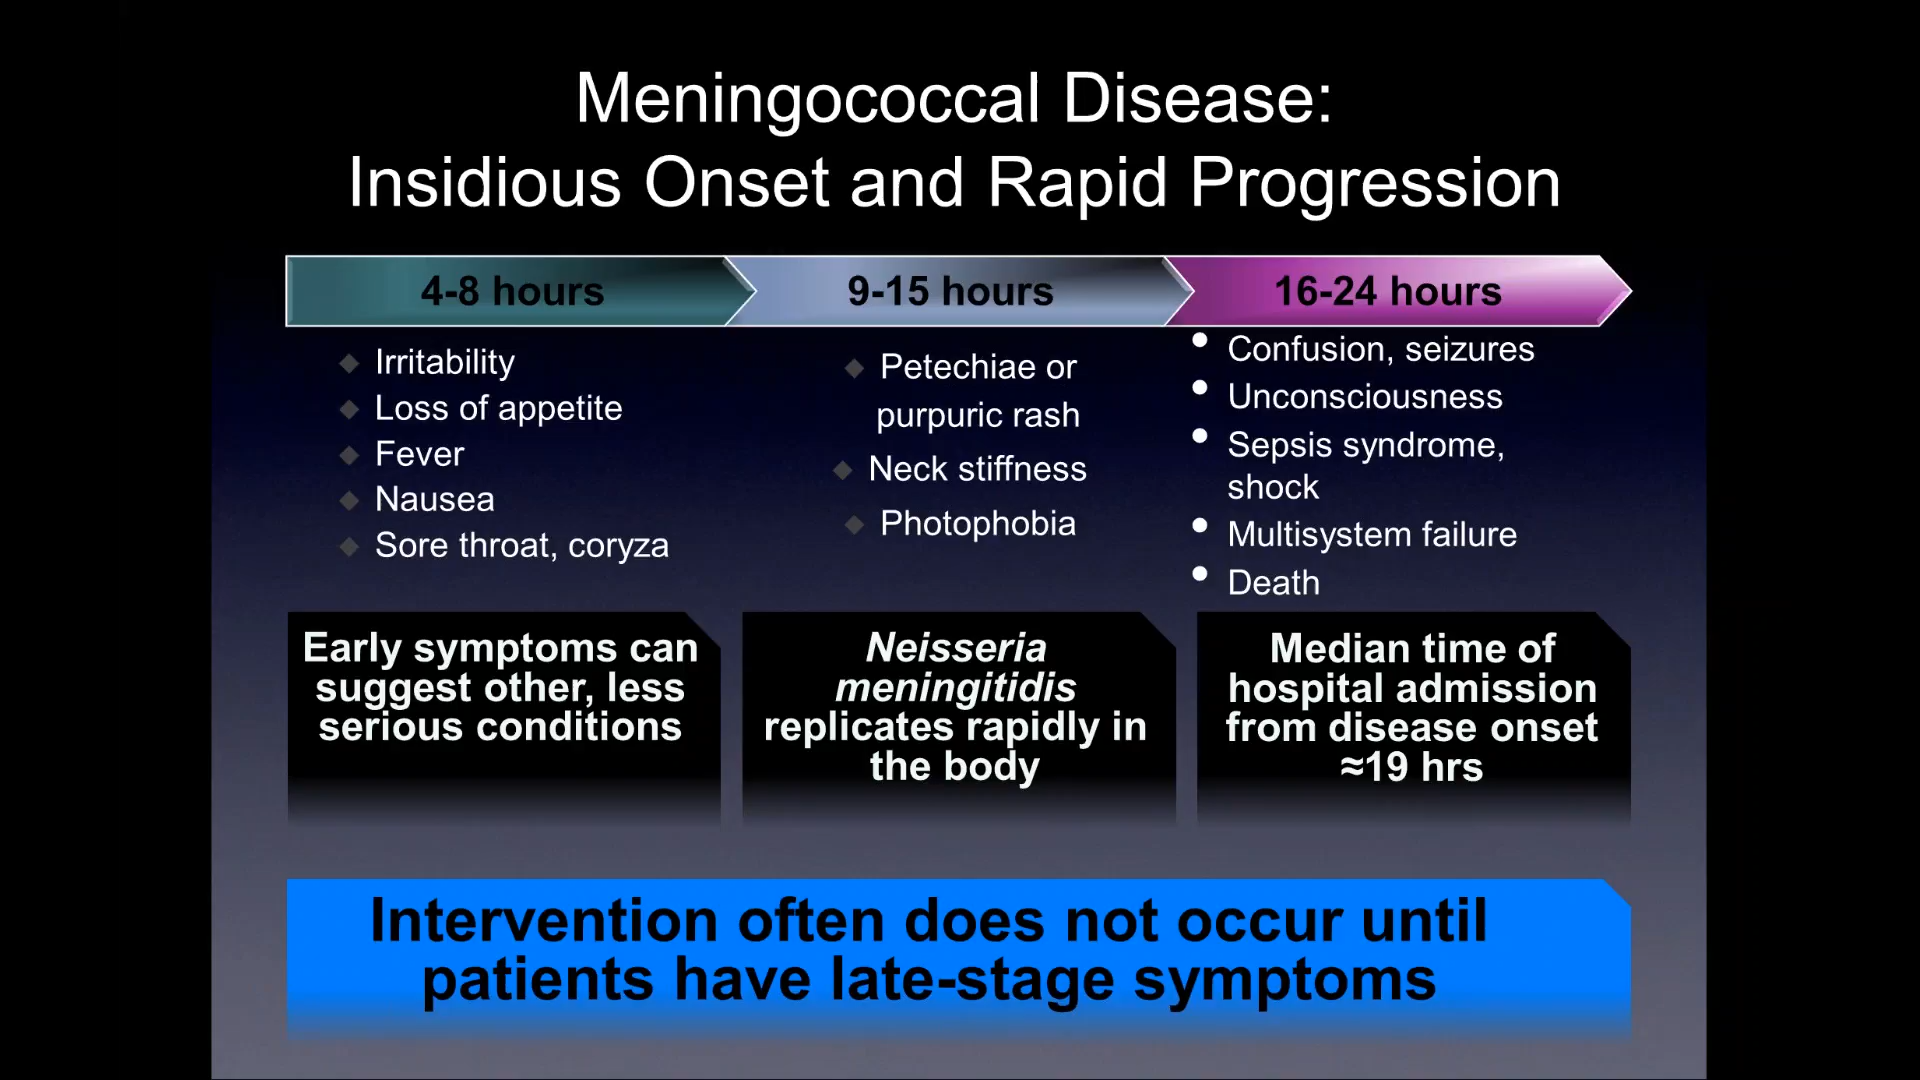 Meningococcal Disease:
Insidious Onset and Rapid Progression
4-8 hours
Irritability
Loss of appetite
Fever
Nausea
Sore throat, coryza
Early symptoms can
suggest other, less
serious conditions
9-15 hours
Petechiae or
purpuric rash
Neck stiffness
Photophobia
Neisseria
meningitidis
replicates rapidly in
the body
16-24 hours
Confusion, seizures
Unconsciousness
Sepsis syndrome,
shock
Multisystem failure
Death
Median time of
hospital admission
from disease onset
≈19 hrs
Intervention often does not occur until
patients have late-stage symptoms